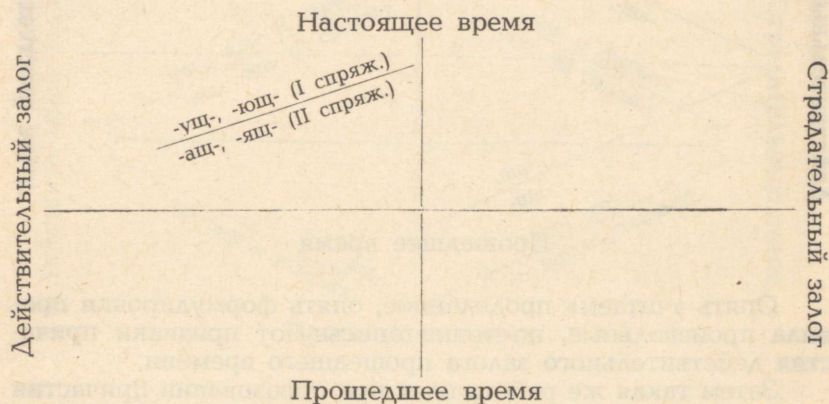 Настоящее время
Действительный залог
-ущ-, -ющ- (I спряж.)
-ащ-, -ящ- (II спряж.)
Страдательный залог
Прошедшее время